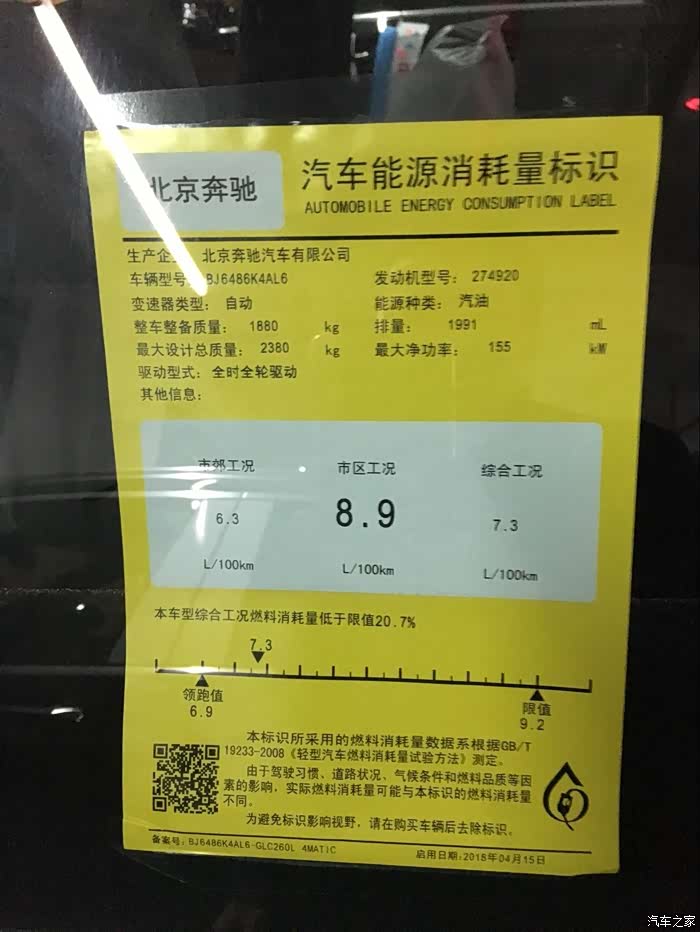 北京奔驰
汽车能源消耗量标识
AUTOMOBILE ENERGY CONSUMPTION LABEL
生产企 北京奔驰汽车有限公司
车辆型号 BJ6486K4AL6 发动机型号: 274920
变速器类型: 自动 能源种类: 汽油
整车整备质量: 1880 kg 排量: 1991 mL
最大设计总质量: 2380 kg 最大净功率: 155 kW
驱动型式: 全时全轮驱动
其他信息:
市郊工况 市区工况 综合工况
6.3 8.9 7.3
L/100km L/100km L/100km
本车型综合工况燃料消耗量低于限值20.7%
7.3
领跑值 限值
6.9 9.2
本标识所采用的燃料消耗量数据系根据GB/T
19233-2008《轻型汽车燃料消耗量试验方法》测定。
由于驾驶习惯、道路状况、气候条件和燃料品质等因
素的影响，实际燃料消耗量可能与本标识的燃料消耗量
不同。
为避免标识影响视野，请在购买车辆后去除标识。
备案号: BJ6486K4AL6-GLC260L 4MATIC 启用日期:2018年04月15日
汽车之家